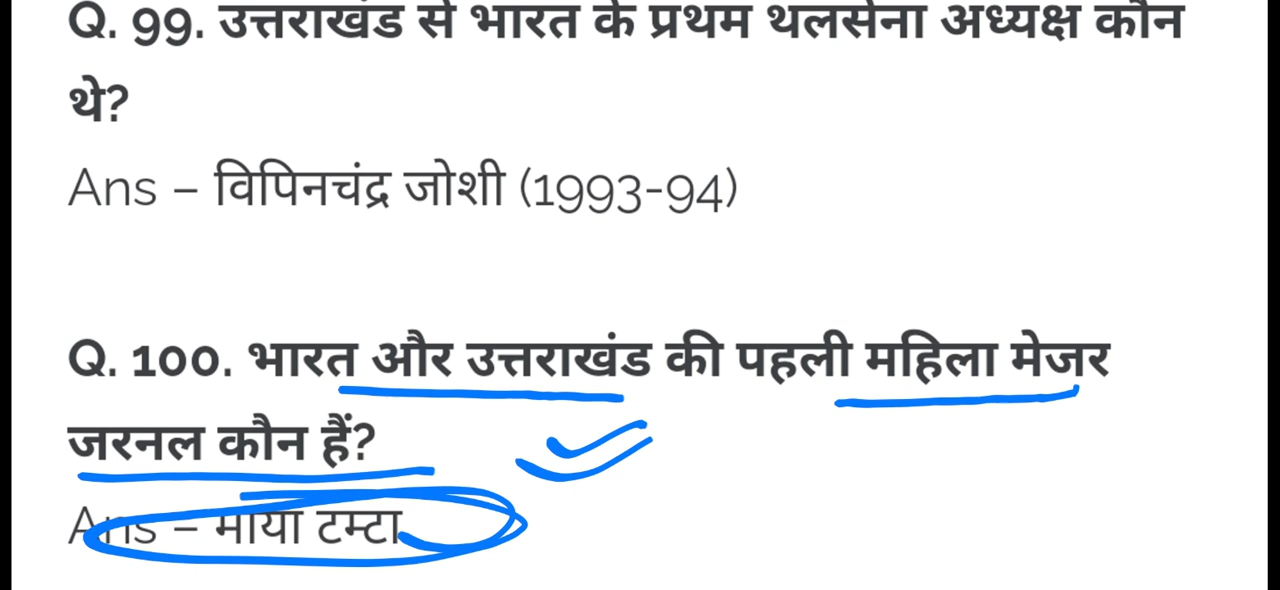 Q. 99. उत्तराखंड से भारत के प्रथम थलसेना अध्यक्ष कौन
थे?
Ans – विपिनचंद्र जोशी (1993-94)
Q. 100. भारत और उत्तराखंड की पहली महिला मेजर
जरनल कौन हैं?
Ans – माया टम्टा